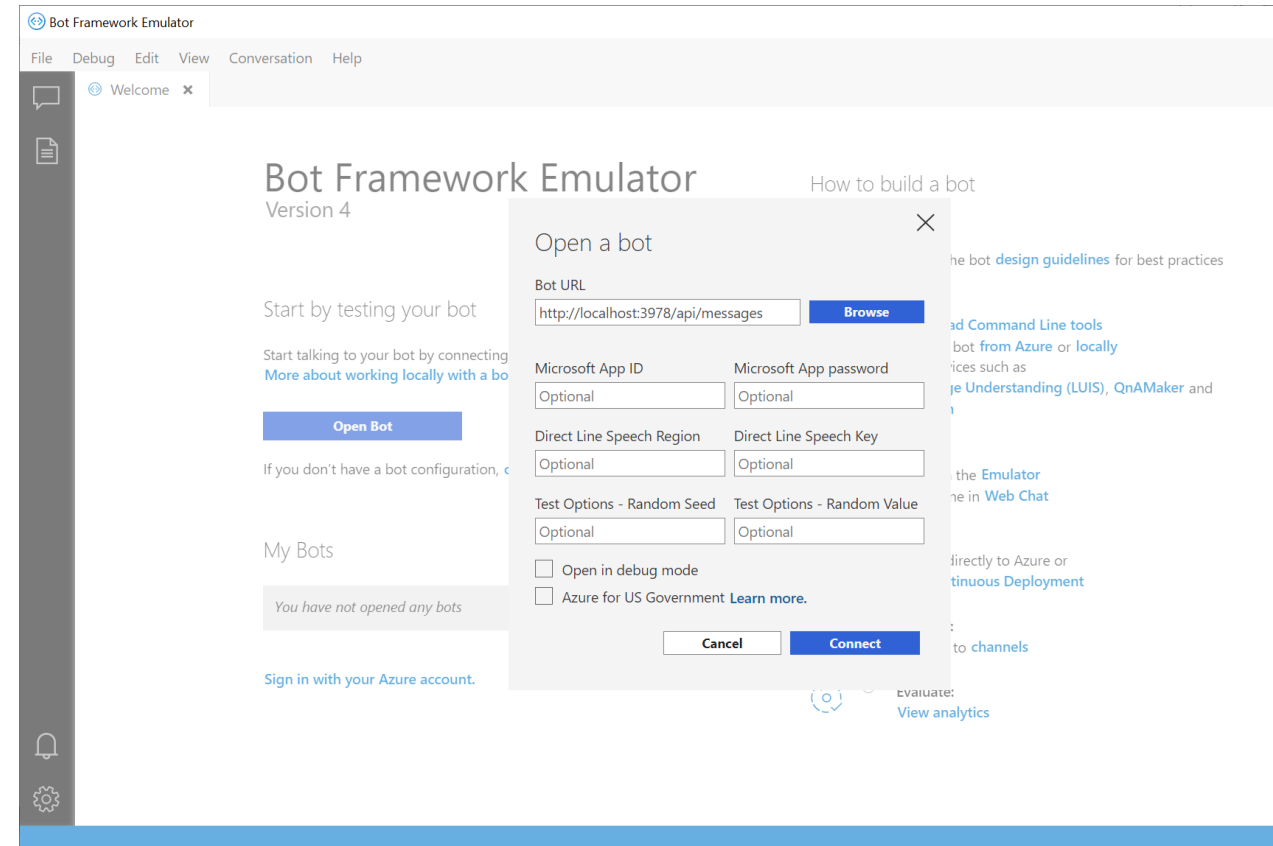 Bot Framework Emulator
File Debug Edit View Conversation Help
Welcome
Bot Framework Emulator
Version 4
Start by testing your bot
Start talking to your bot by connecting
More about working locally with a bo
Open Bot
If you don't have a bot configuration,
My Bots
You have not opened any bots
Sign in with your Azure account.
How to build a bot
he bot design guidelines for best practices
ad Command Line tools
bot from Azure or locally
ices such as
ge Understanding (LUIS), QnAMaker and
the Emulator
ne in Web Chat
directly to Azure or
tinuous Deployment
to channels
Evaluate:
View analytics
Open a bot
Bot URL
http://localhost:3978/api/messages
Browse
Microsoft App ID Microsoft App password
Optional Optional
Direct Line Speech Region Direct Line Speech Key
Optional Optional
Test Options - Random Seed Test Options - Random Value
Optional Optional
Open in debug mode
Azure for US Government Learn more.
Cancel Connect